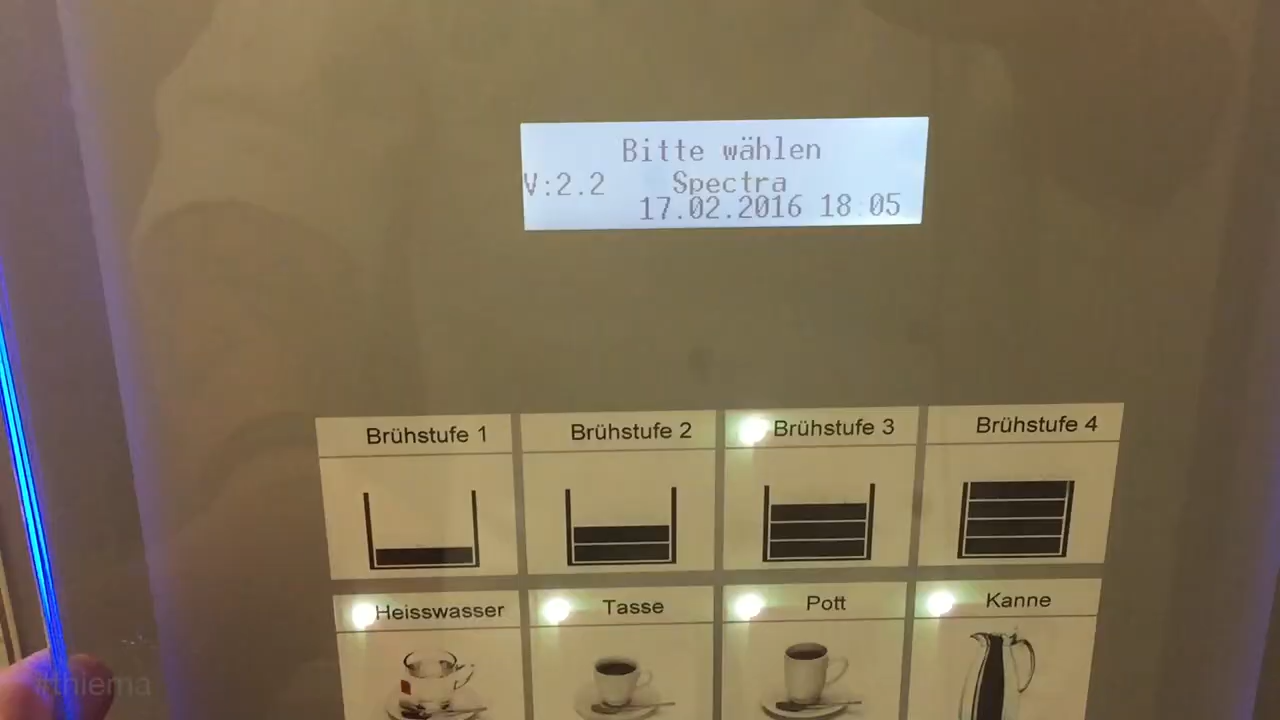 Bitte wählen
V:2.2 Spectra
17.02.2016 18:05
Brühstufe 1 Brühstufe 2 Brühstufe 3 Brühstufe 4
Heisswasser Tasse Pott Kanne
#thiema